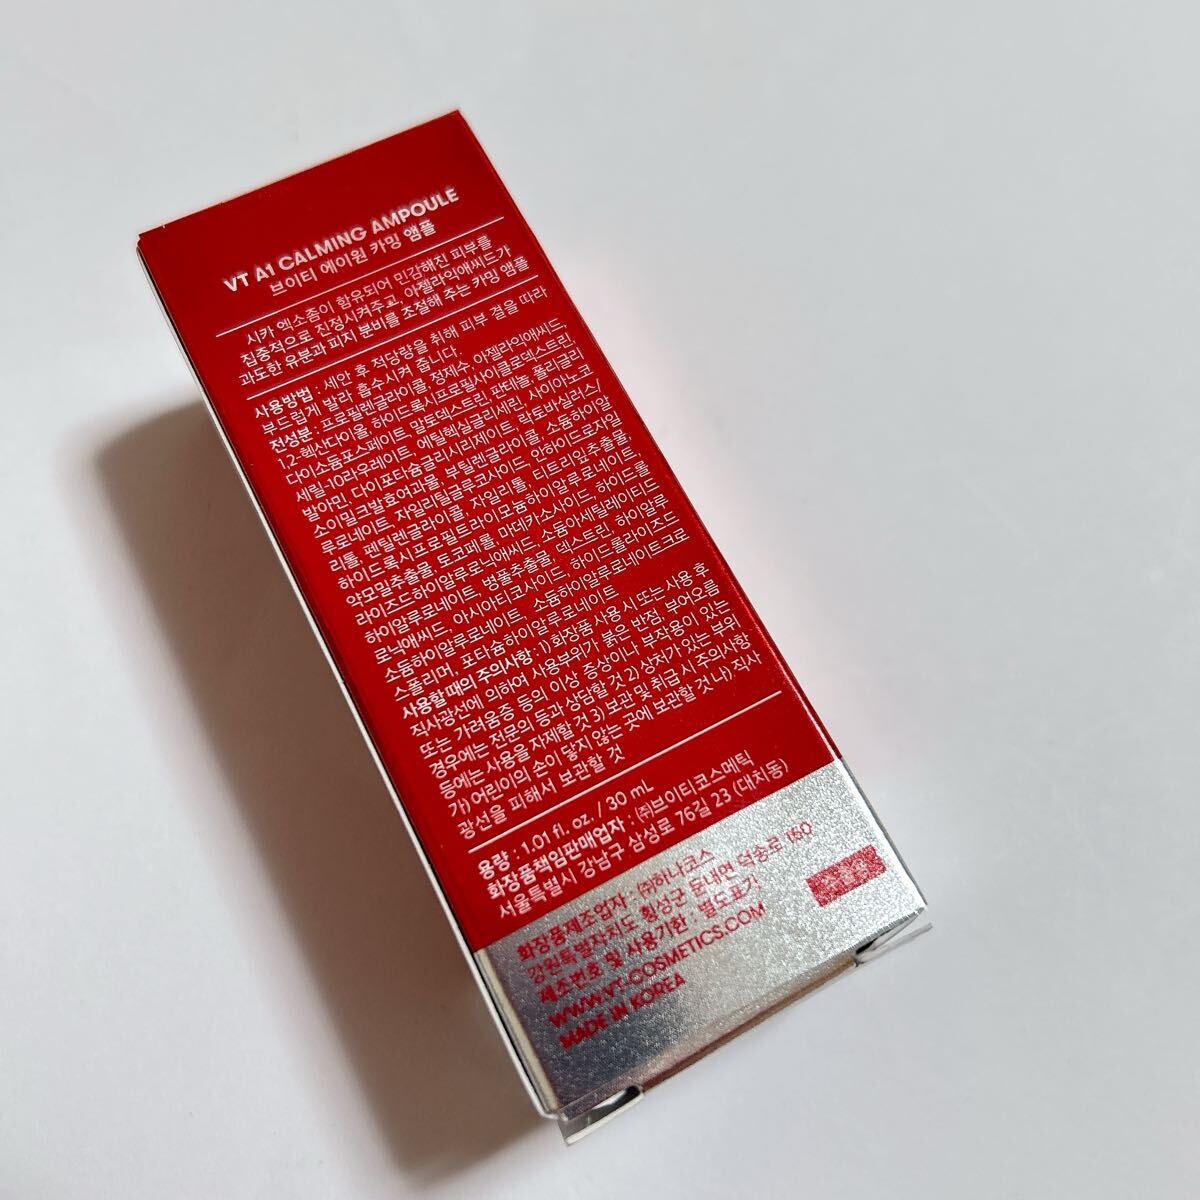 VT A1 CALMING AMPOULE
브이티 에이원 카밍 앰플
시카 엑소좀이 함유되어 민감해진 피부를
집중적으로 진정시켜주고, 아젤라익애씨드가
과도한 유분과 피지 분비를 조절해 주는 카밍 앰플
사용방법 : 세안 후 적당량을 취해 피부 결을 따라
부드럽게 발라 흡수시켜 줍니다.
전성분 : 프로필렌글라이콜, 정제수, 아젤라익애씨드,
1,2-헥산다이올, 하이드록시프로필사이클로덱스트린,
다이소듐포스페이트, 말토덱스트린, 판테놀, 폴리글리
세릴-10라우레이트, 에틸헥실글리세린, 사이아노코
발아민, 다이포타슘글리시리제이트, 락토바실러스/
소이밀크발효여과물, 부틸렌글라이콜, 소듐하이알
루로네이트, 자일리틸글루코사이드, 안하이드로자일
리톨, 펜틸렌글라이콜, 자일리톨, 티트리잎추출물,
하이드록시프로필트라이모늄하이알루로네이트,
약모밀추출물, 토코페롤, 마데카소사이드, 하이드롤
라이즈드하이알루로닉애씨드, 소듐아세틸레이티드
하이알루로네이트, 병풀추출물, 덱스트린, 하이알루
로닉애씨드, 아시아티코사이드, 하이드롤라이즈드
소듐하이알루로네이트, 소듐하이알루로네이트크로
스폴리머, 포타슘하이알루로네이트
사용할 때의 주의사항 : 1) 화장품 사용 시 또는 사용 후
직사광선에 의하여 사용부위가 붉은 반점, 부어오름
또는 가려움증 등의 이상 증상이나 부작용이 있는
경우에는 전문의 등과 상담할 것 2) 상처가 있는 부위
등에는 사용을 자제할 것 3) 보관 및 취급 시 주의사항
가) 어린이의 손이 닿지 않는 곳에 보관할 것 나) 직사
광선을 피해서 보관할 것
용량 : 1.01 fl. oz. / 30 mL
화장품책임판매업자 : ㈜브이티코스메틱
서울특별시 강남구 삼성로 76길 23 (대치동)
화장품제조업자 : ㈜하나코스
강원특별자치도 횡성군 둔내면 덕송로 150
제조번호 및 사용기한 : 별도표기
WWW.VT-COSMETICS.COM
MADE IN KOREA